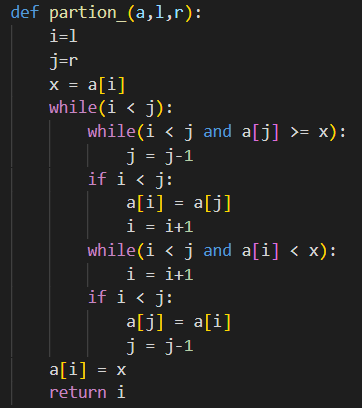 def partion_(a,l,r):
    i=l
    j=r
    x = a[i]
    while(i < j):
        while(i < j and a[j] >= x):
            j = j-1
        if i < j:
            a[i] = a[j]
            i = i+1
        while(i < j and a[i] < x):
            i = i+1
        if i < j:
            a[j] = a[i]
            j = j-1
    a[i] = x
    return i